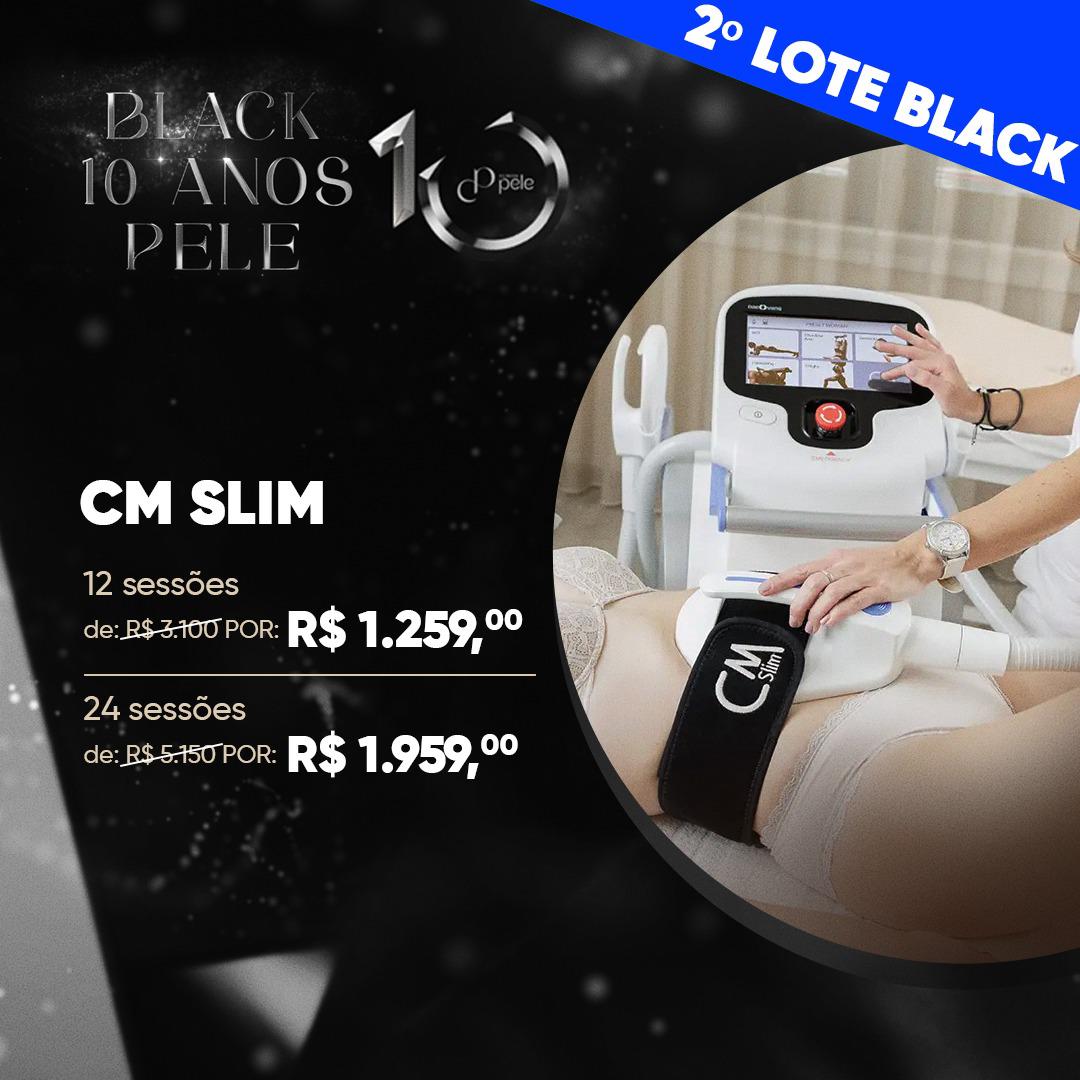 2º LOTE BLACK
BLACK
10 ANOS
PELE
10
pele
CM SLIM
12 sessões
de: R$ 3.100 POR: R$ 1.259,00
24 sessões
de: R$ 5.150 POR: R$ 1.959,00
CM
Slim